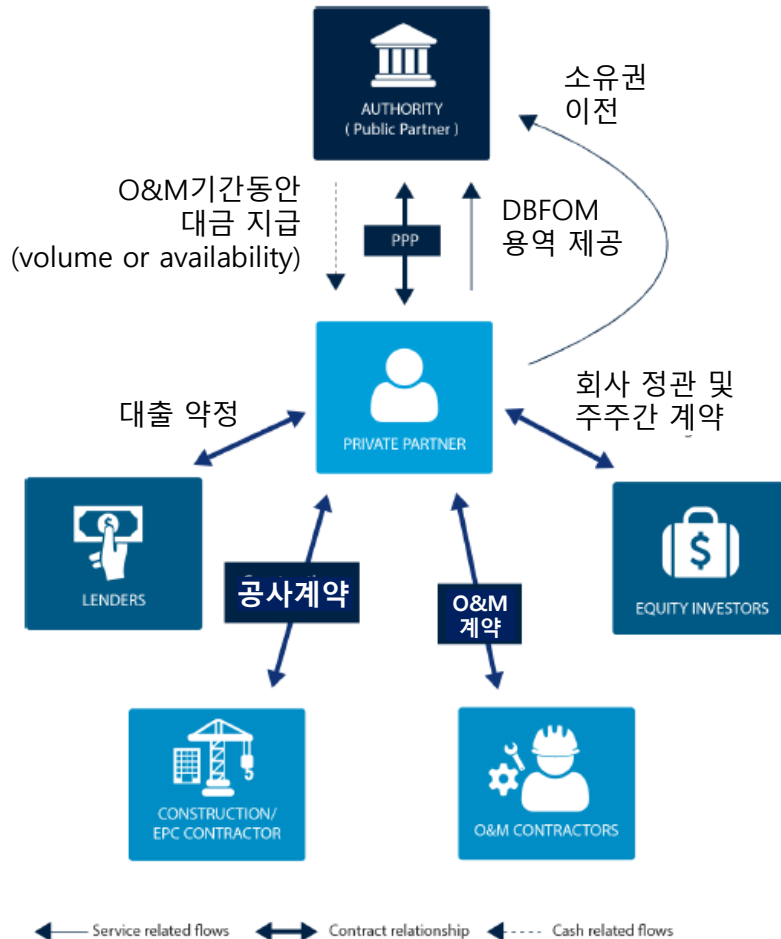 AUTHORITY
( Public Partner )
소유권
이전
O&M기간동안
대금 지급
(volume or availability)
PPP
DBFOM
용역 제공
대출 약정
PRIVATE PARTNER
회사 정관 및
주주간 계약
LENDERS
공사계약
O&M
계약
EQUITY INVESTORS
CONSTRUCTION/
EPC CONTRACTOR
O&M CONTRACTORS
Service related flows
Contract relationship
Cash related flows